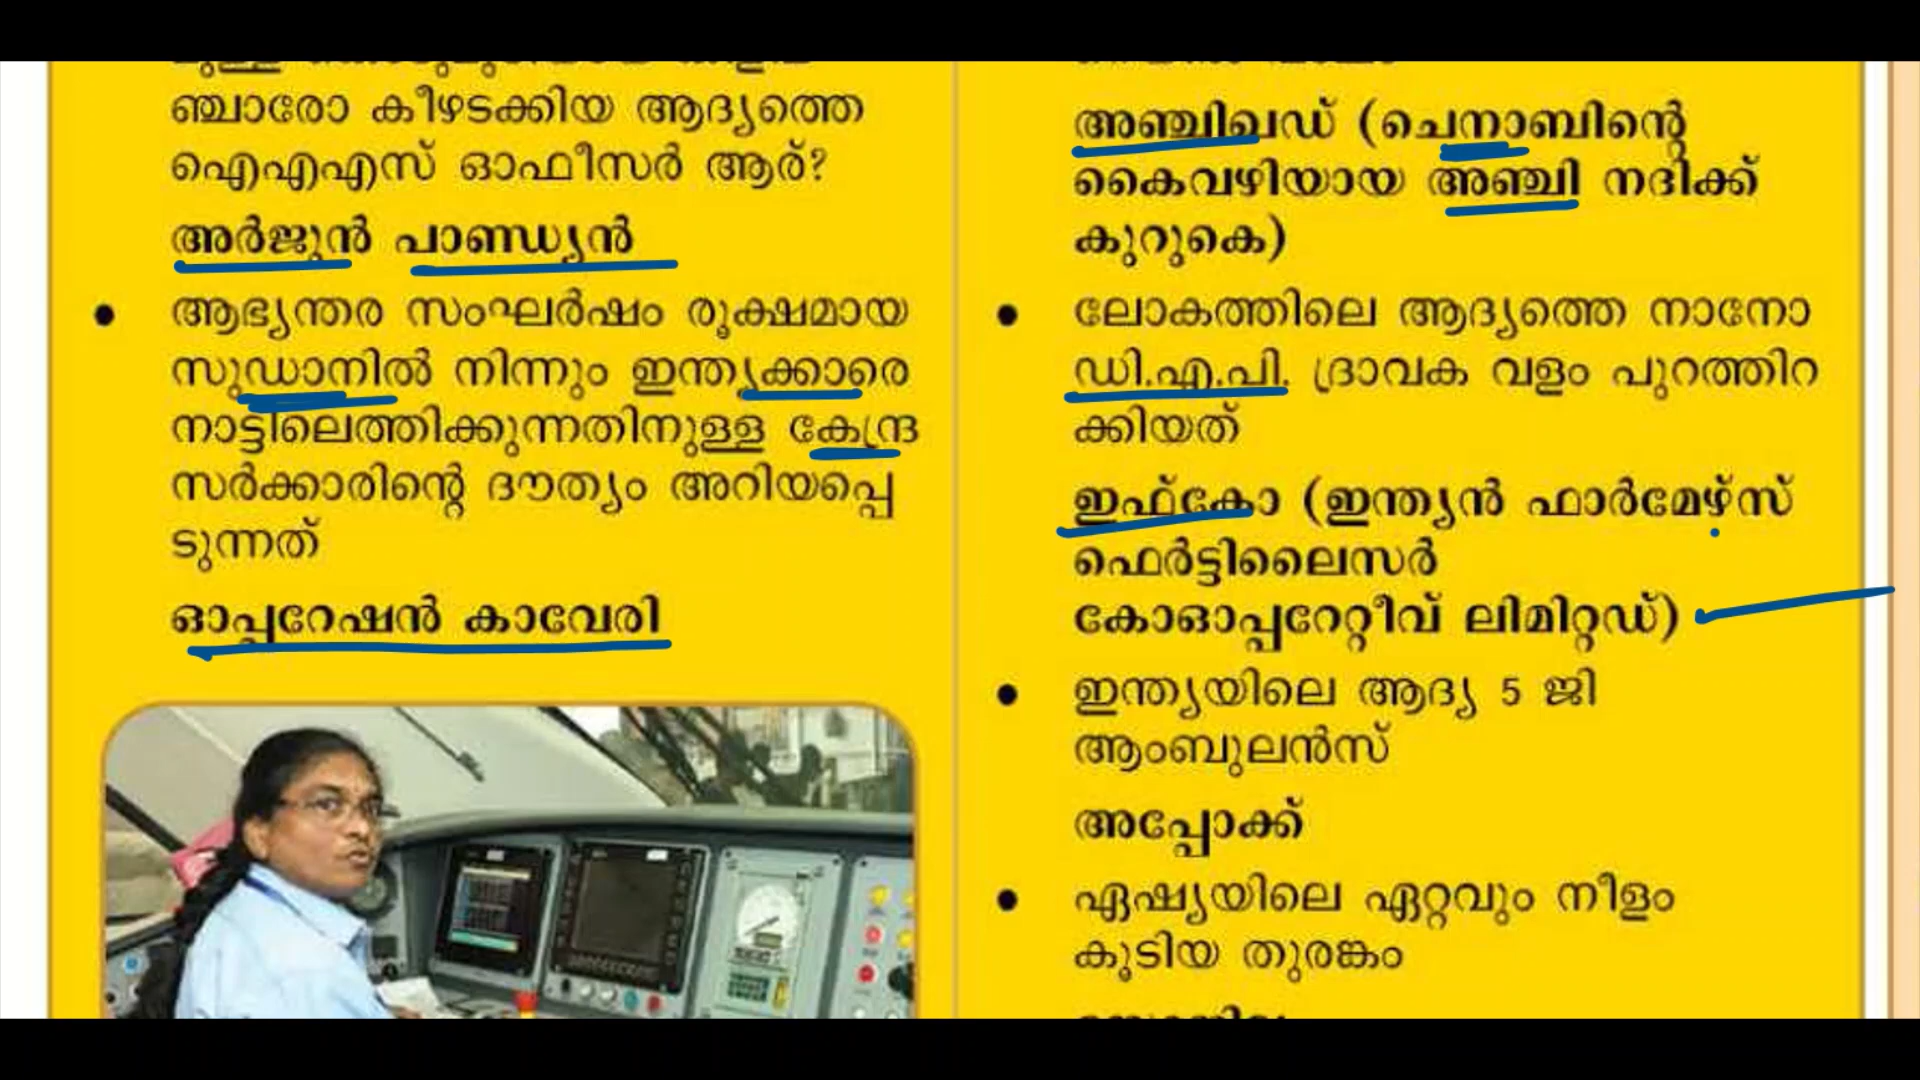 ഞ്ചാരോ കീഴടക്കിയ ആദ്യത്തെ
ഐഎഎസ് ഓഫീസർ ആര്?
അർജുൻ പാണ്ഡ്യൻ
ആഭ്യന്തര സംഘർഷം രൂക്ഷമായ
സുഡാനിൽ നിന്നും ഇന്ത്യക്കാരെ
നാട്ടിലെത്തിക്കുന്നതിനുള്ള കേന്ദ്ര
സർക്കാരിന്റെ ദൗത്യം അറിയപ്പെ
ടുന്നത്
ഓപ്പറേഷൻ കാവേരി
അഞ്ചിഖഡ് (ചെനാബിന്റെ
കൈവഴിയായ അഞ്ചി നദിക്ക്
കുറുകെ)
ലോകത്തിലെ ആദ്യത്തെ നാനോ
ഡി.എ.പി. ദ്രാവക വളം പുറത്തിറ
ക്കിയത്
ഇഫ്കോ (ഇന്ത്യൻ ഫാർമേഴ്സ്
ഫെർട്ടിലൈസർ
കോഓപ്പറേറ്റീവ് ലിമിറ്റഡ്)
ഇന്ത്യയിലെ ആദ്യ 5 ജി
ആംബുലൻസ്
അപ്പോക്ക്
ഏഷ്യയിലെ ഏറ്റവും നീളം
കൂടിയ തുരങ്കം